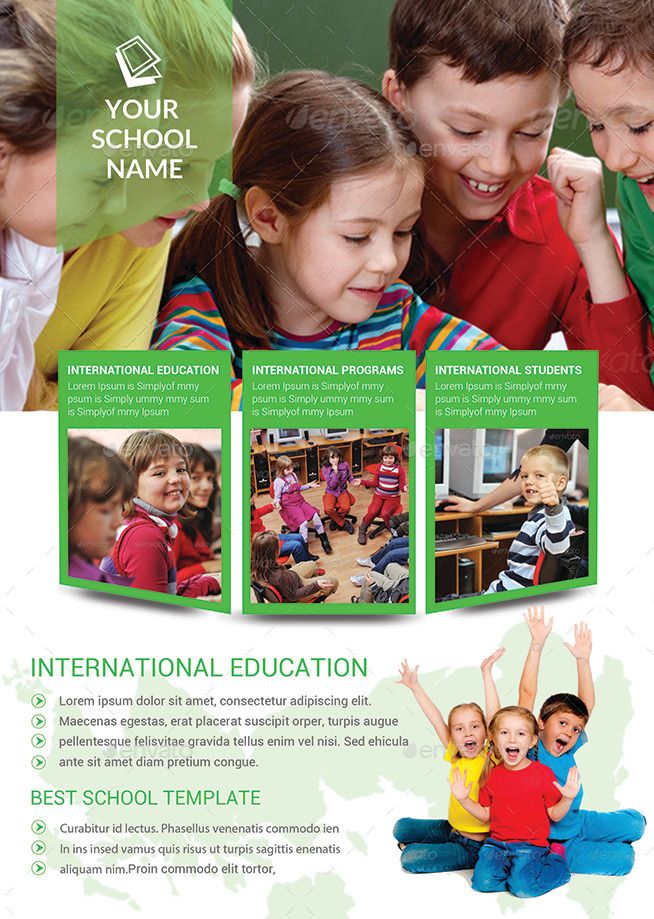 YOUR
SCHOOL
NAME
INTERNATIONAL EDUCATION
Lorem Ipsum is Simplyof mmy
psum is Simplyof ummy mmy sum
is Simplyof mmy Ipsum
INTERNATIONAL PROGRAMS
Lorem Ipsum is Simplyof mmy
psum is Simply ummy mmy sum
is Simplyof mmy Ipsum
INTERNATIONAL STUDENTS
Lorem Ipsum is Simplyof mmy
psum is Simplyof ummy mmy sum
is Simplyof mmy Ipsum
INTERNATIONAL EDUCATION
Lorem ipsum dolor sit amet, consectetur adipiscing elit.
Maecenas egestas, erat placerat suscipit orper, turpis augue
pellentesque felisvitae gravida tellus enim vel nisi. Sed ehicula
ante sit amet diam pretium congue.
BEST SCHOOL TEMPLATE
Curabitur id lectus. Phasellus venenatis commodo ien
In ins insed vamus quis risus ut turpis sagittis enenatis
aliquam nim.Proin commodo elit tortor,
envato